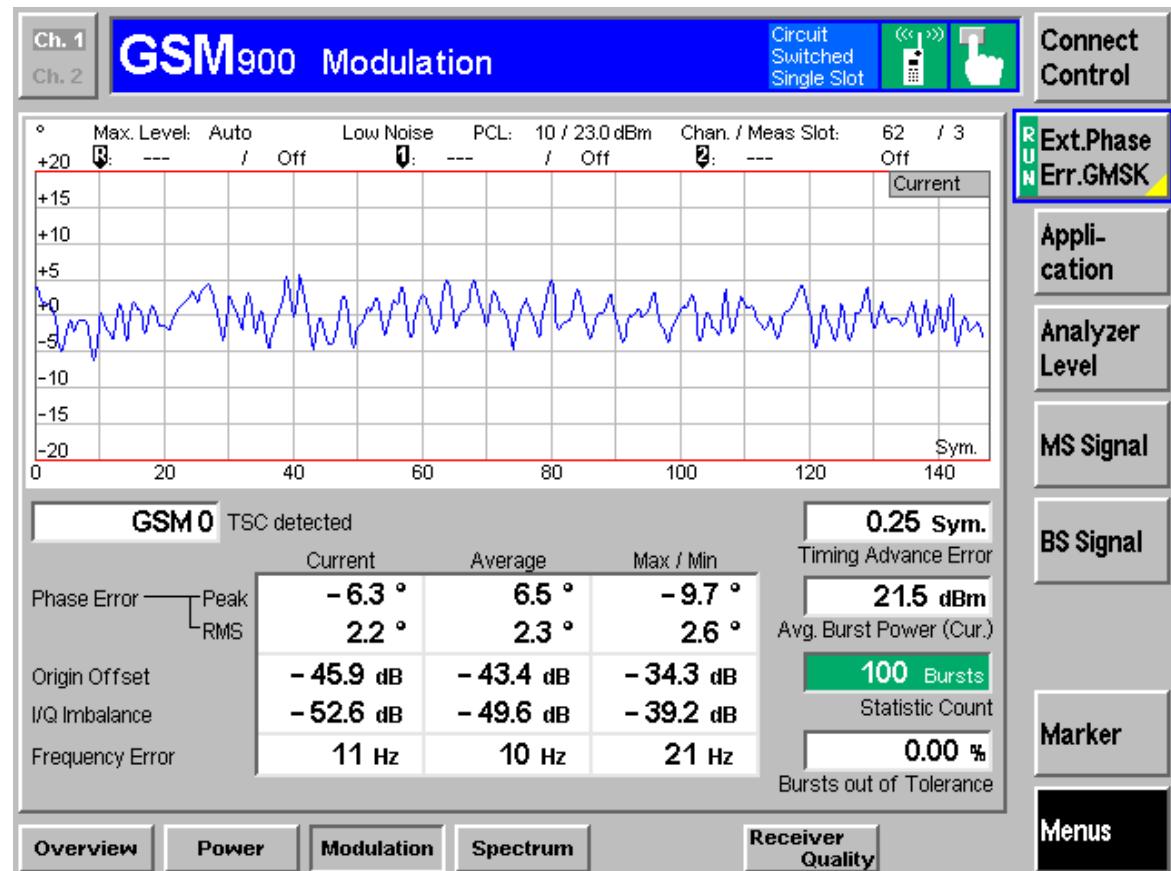 Ch. 1
Ch. 2
GSM900 Modulation
Circuit
Switched
Single Slot
Connect
Control
° Max. Level: Auto Low Noise PCL: 10 / 23.0 dBm Chan. / Meas Slot: 62 / 3
+20 R: --- / Off 1: --- / Off 2: --- Off
Current
+15
+10
+5
+0
-5
-10
-15
-20
Sym.
0 20 40 60 80 100 120 140
RUN
Ext.Phase
Err.GMSK
Appli-
cation
Analyzer
Level
MS Signal
BS Signal
Marker
Menus
GSM 0 TSC detected
Current Average Max / Min
Phase Error Peak – 6.3 ° 6.5 ° – 9.7 °
RMS 2.2 ° 2.3 ° 2.6 °
Origin Offset – 45.9 dB – 43.4 dB – 34.3 dB
I/Q Imbalance – 52.6 dB – 49.6 dB – 39.2 dB
Frequency Error 11 Hz 10 Hz 21 Hz
0.25 Sym.
Timing Advance Error
21.5 dBm
Avg. Burst Power (Cur.)
100 Bursts
Statistic Count
0.00 %
Bursts out of Tolerance
Overview
Power
Modulation
Spectrum
Receiver
Quality